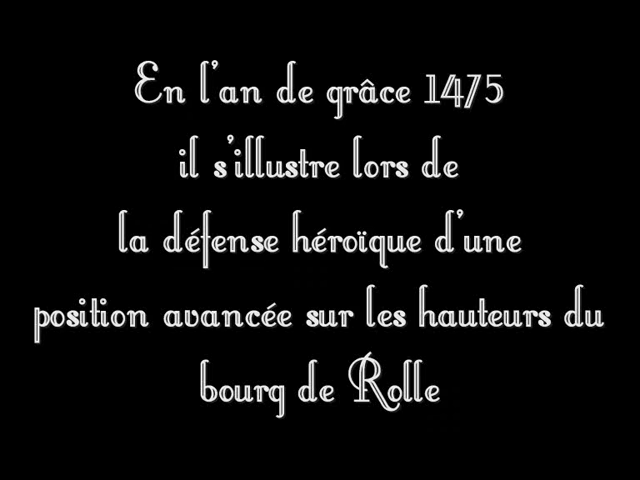 En l'an de grâce 1475
il s'illustre lors de
la défense héroïque d'une
position avancée sur les hauteurs du
bourg de Rolle